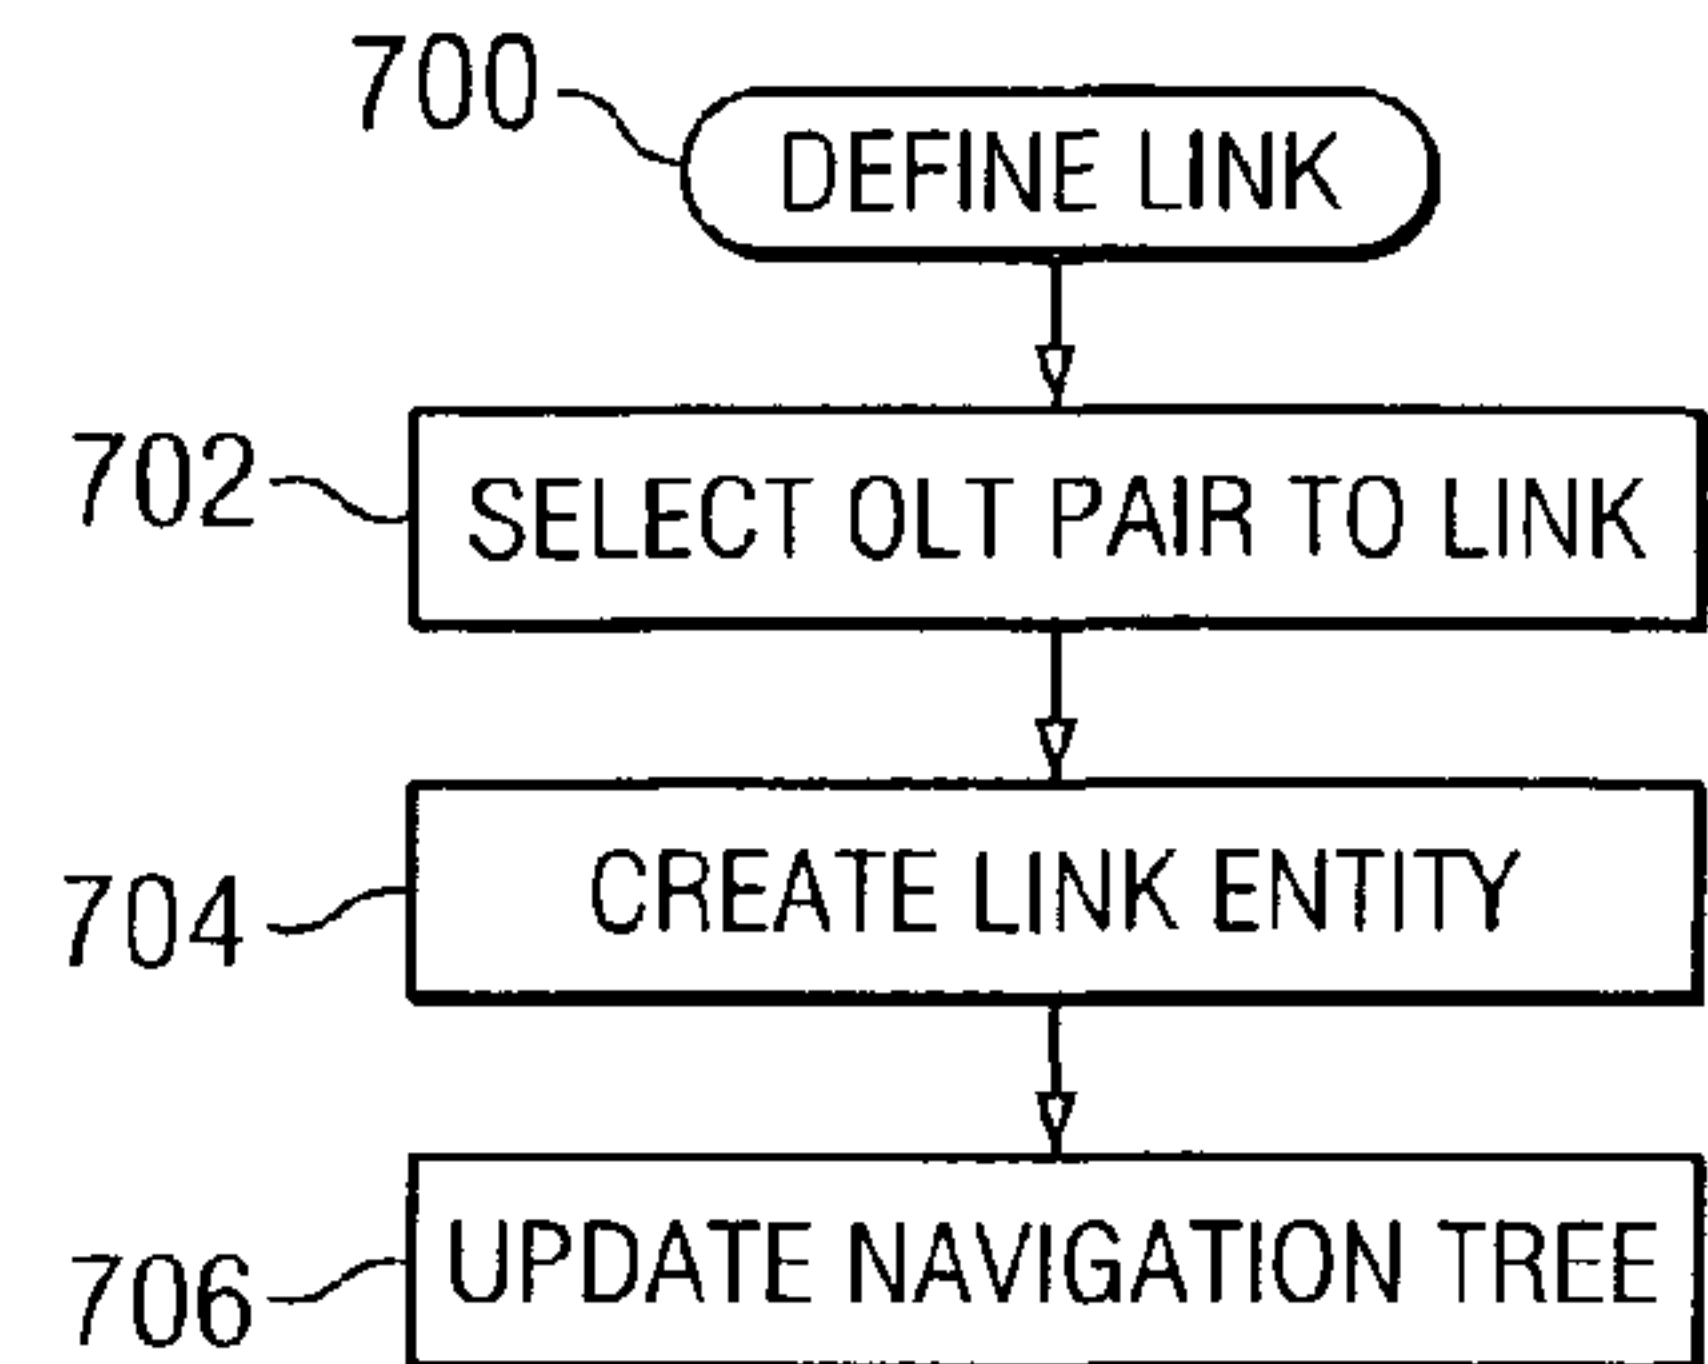 700
DEFINE LINK
702
SELECT OLT PAIR TO LINK
704
CREATE LINK ENTITY
706
UPDATE NAVIGATION TREE